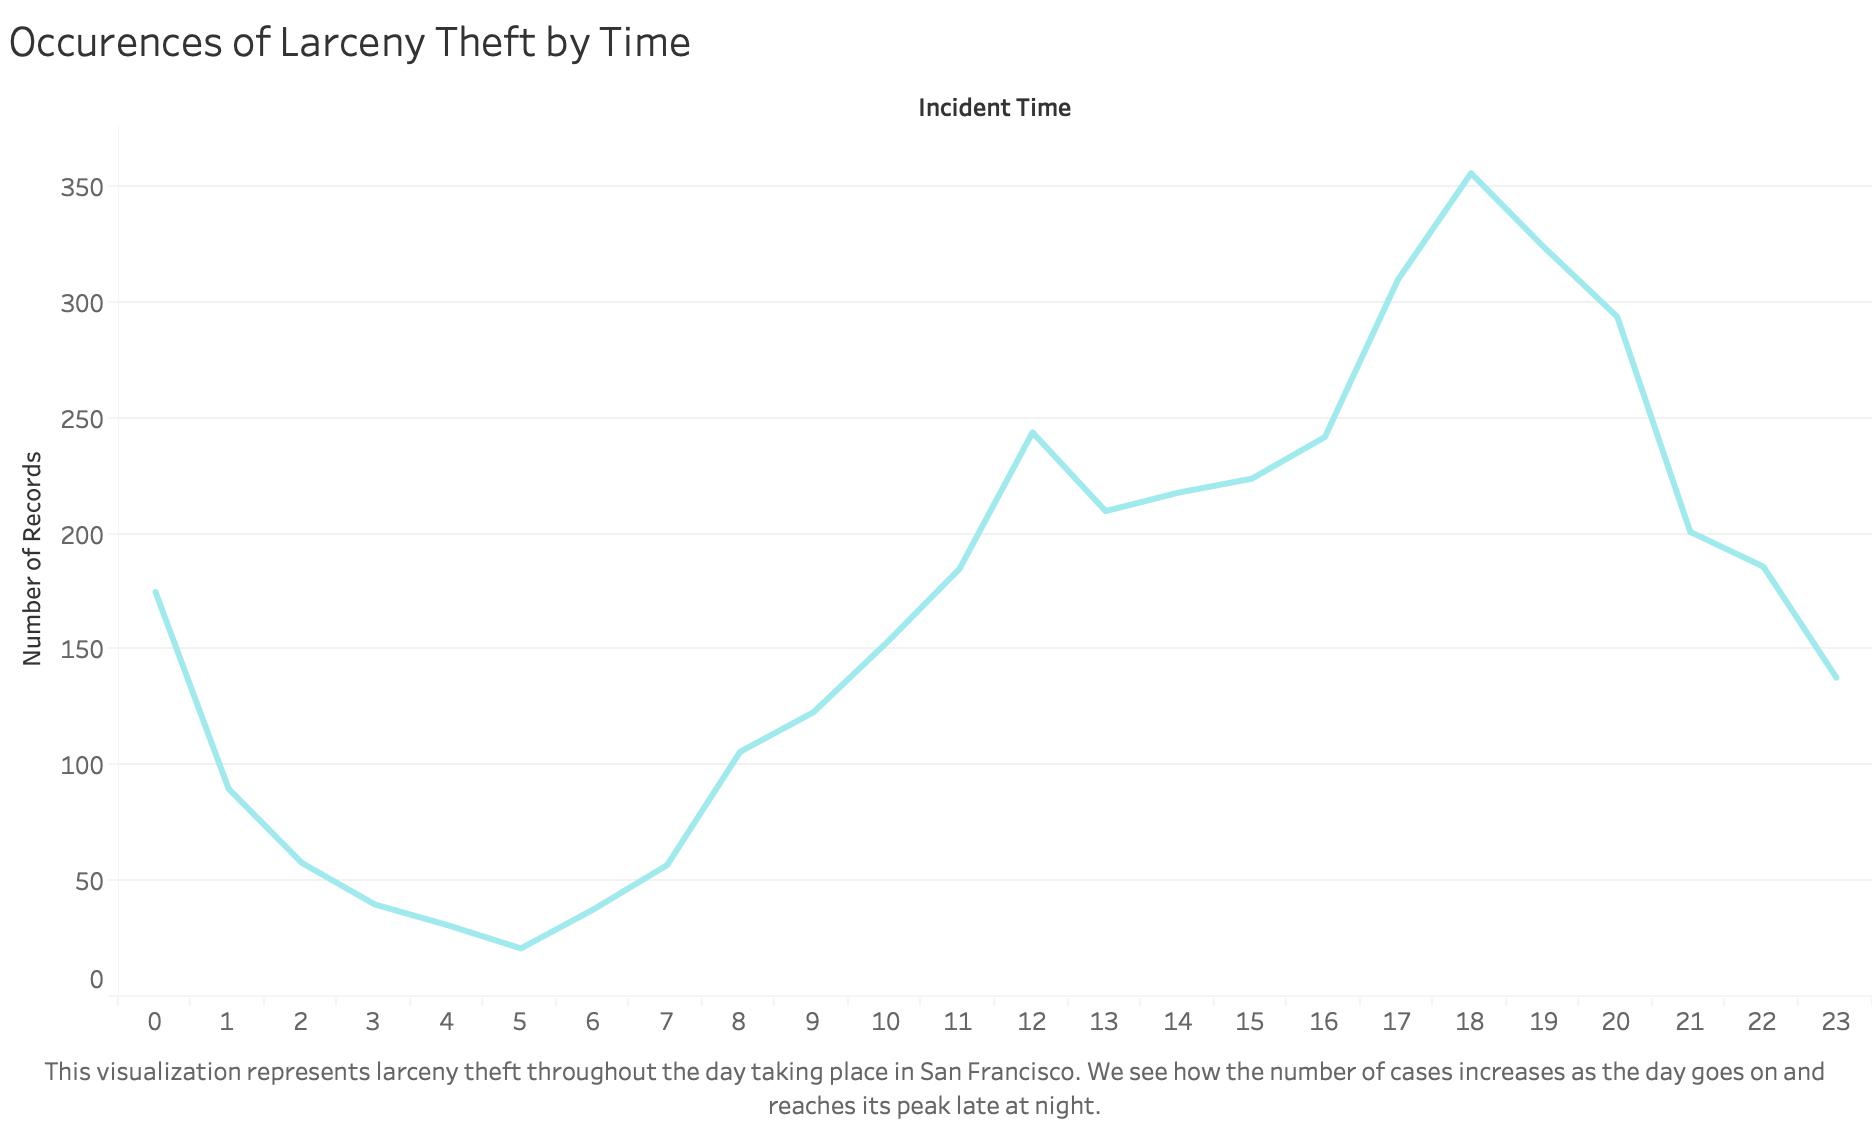 Occurences of Larceny Theft by Time
Incident Time
Number of Records
350
300
250
200
150
100
50
0
0 1 2 3 4 5 6 7 8 9 10 11 12 13 14 15 16 17 18 19 20 21 22 23
This visualization represents larceny theft throughout the day taking place in San Francisco. We see how the number of cases increases as the day goes on and
reaches its peak late at night.